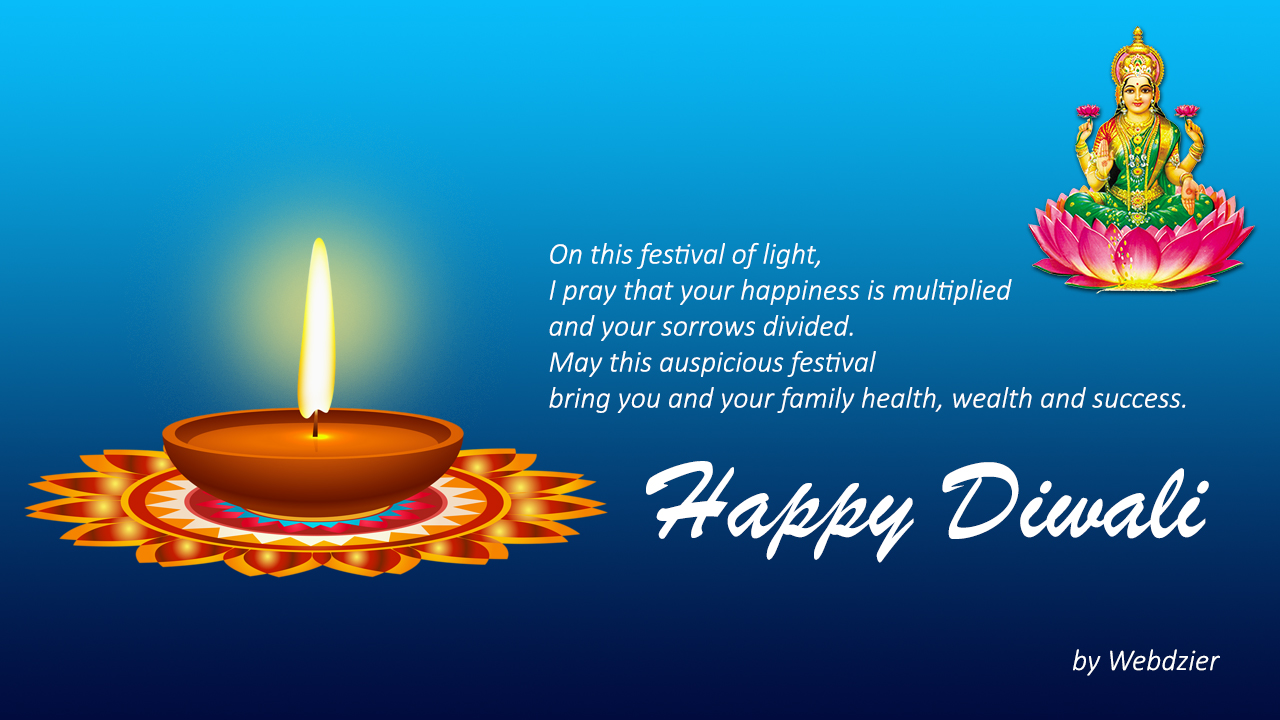 On this festival of light,
I pray that your happiness is multiplied
and your sorrows divided.
May this auspicious festival
bring you and your family health, wealth and success.
Happy Diwali
by Webdzier